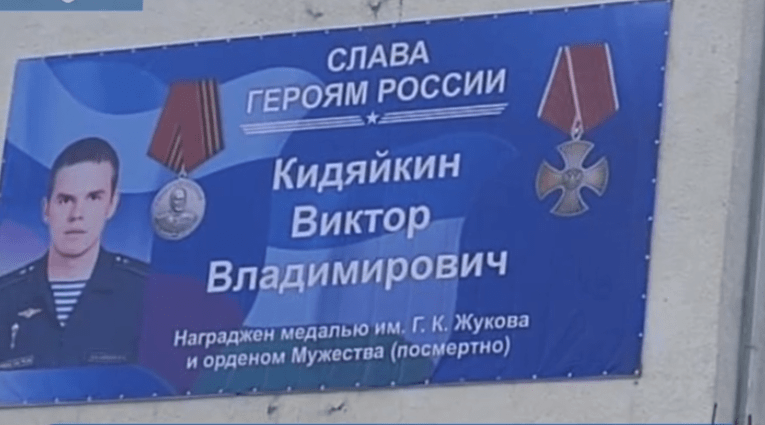 СЛАВА
ГЕРОЯМ РОССИИ
Кидяйкин
Виктор
Владимирович
Награжден медалью им. Г. К. Жукова
и орденом Мужества (посмертно)